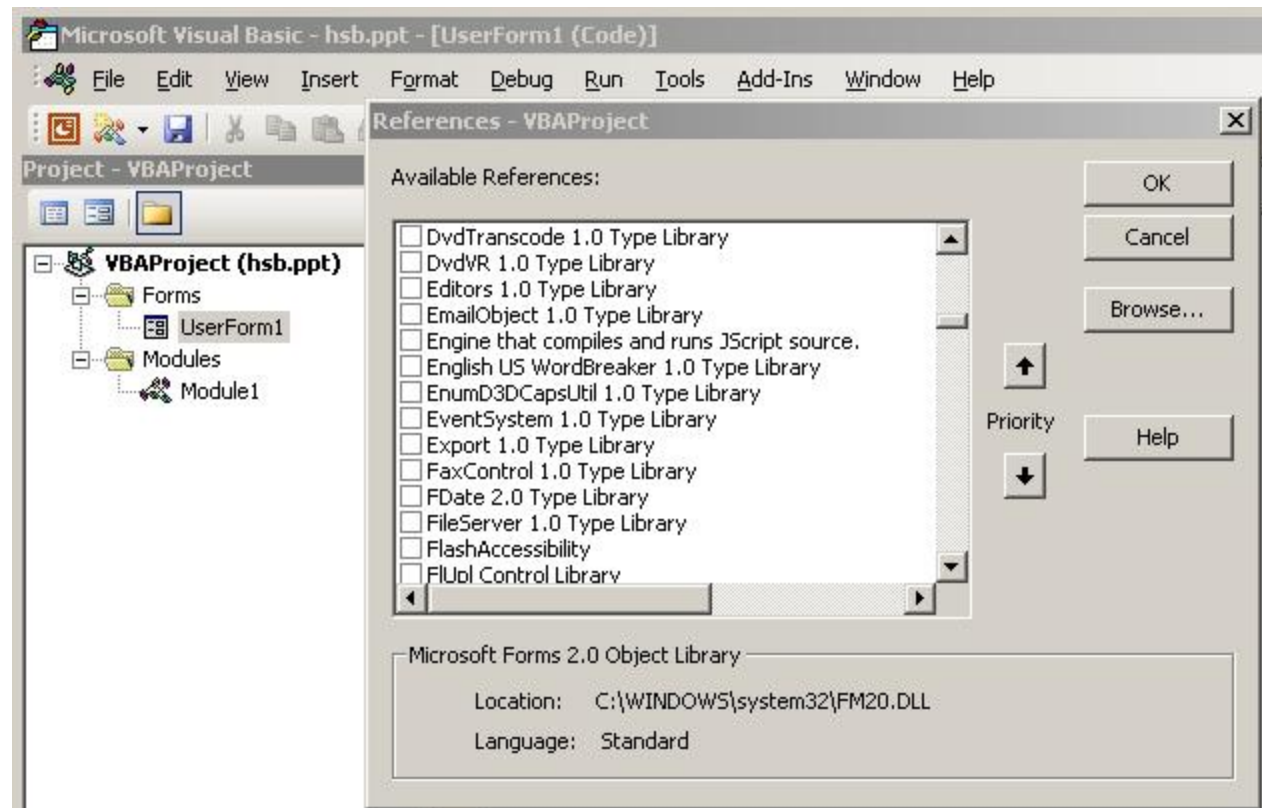 Microsoft Visual Basic - hsb.ppt - [UserForm1 (Code)]
File Edit View Insert Format Debug Run Tools Add-Ins Window Help
References - VBAProject
Project - VBAProject
VBAProject (hsb.ppt)
Forms
UserForm1
Modules
Module1
Available References:
DvdTranscode 1.0 Type Library
DvdVR 1.0 Type Library
Editors 1.0 Type Library
EmailObject 1.0 Type Library
Engine that compiles and runs JScript source.
English US WordBreaker 1.0 Type Library
EnumD3DCapsUtil 1.0 Type Library
EventSystem 1.0 Type Library
Export 1.0 Type Library
FaxControl 1.0 Type Library
FDate 2.0 Type Library
FileServer 1.0 Type Library
FlashAccessibility
FlUpl Control Library
OK
Cancel
Browse...
Priority
Help
Microsoft Forms 2.0 Object Library
Location: C:\WINDOWS\system32\FM20.DLL
Language: Standard